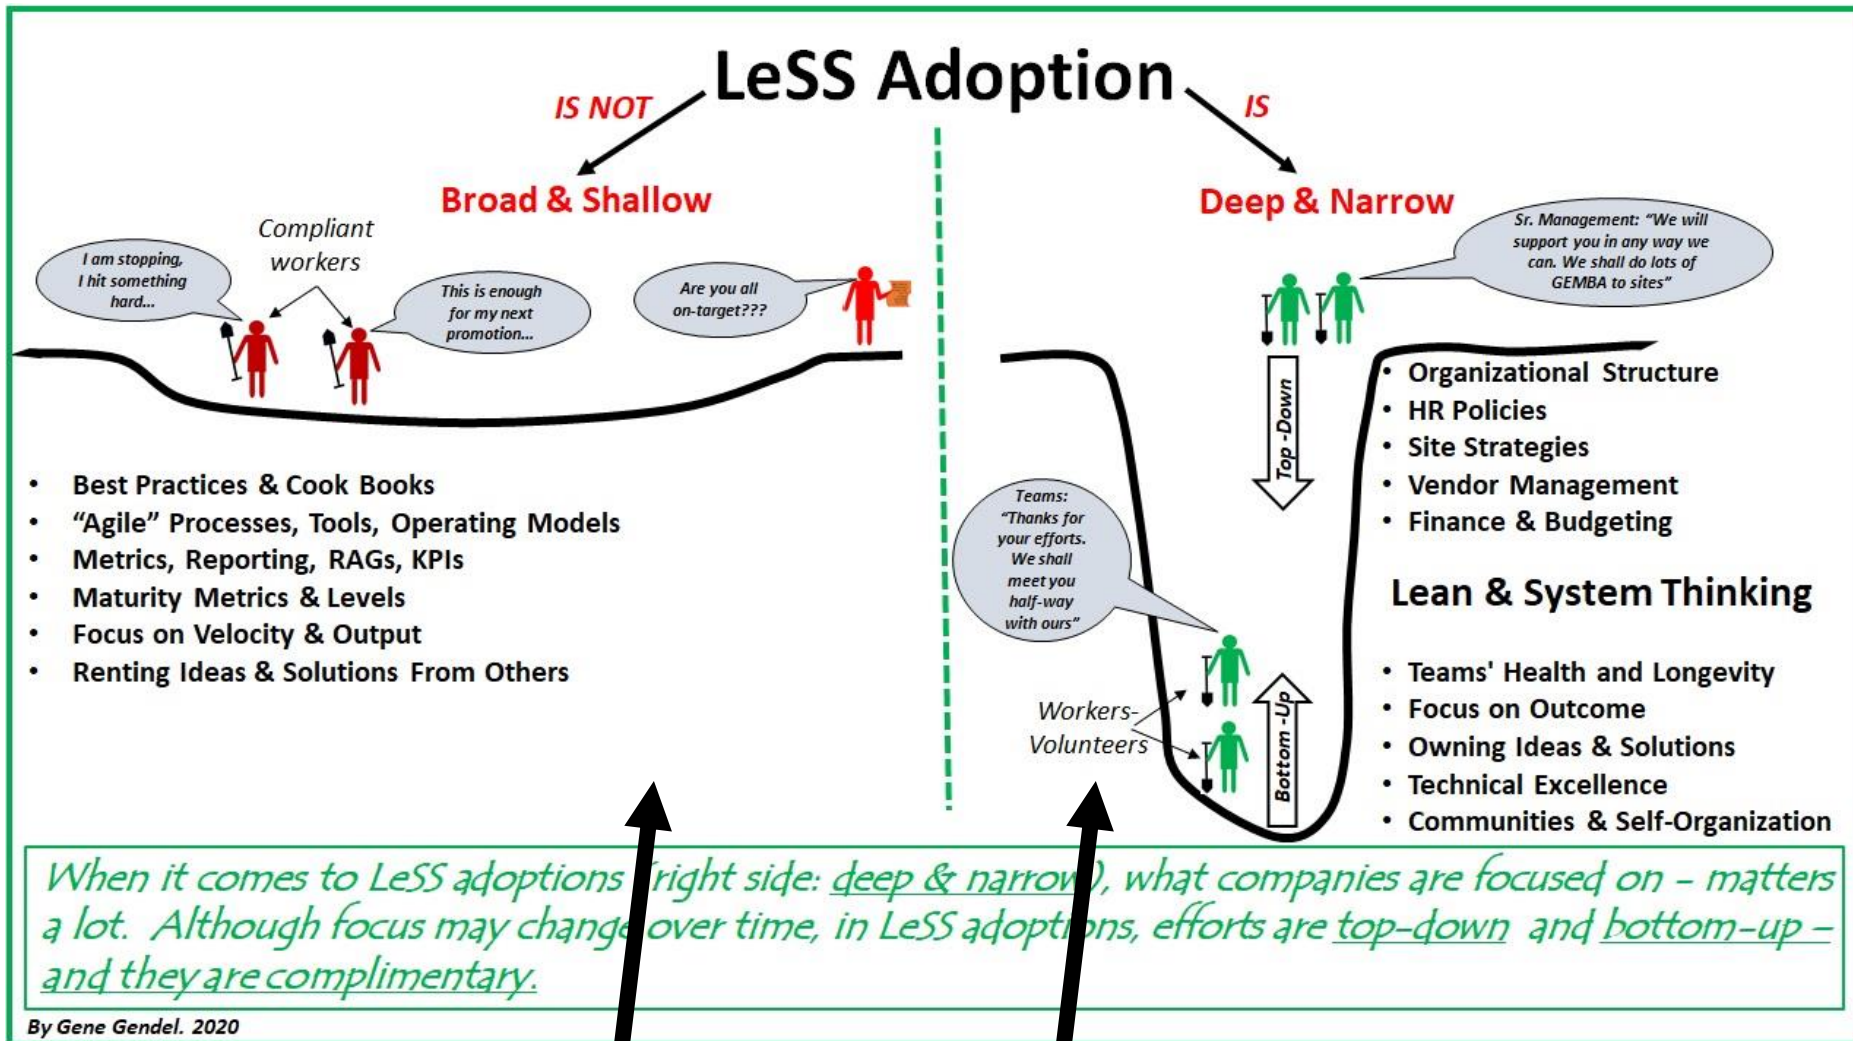 LeSS Adoption
IS NOT
IS
Broad & Shallow
Compliant
workers
I am stopping,
I hit something
hard...
This is enough
for my next
promotion...
Are you all
on-target???
• Best Practices & Cook Books
• “Agile” Processes, Tools, Operating Models
• Metrics, Reporting, RAGs, KPIs
• Maturity Metrics & Levels
• Focus on Velocity & Output
• Renting Ideas & Solutions From Others
Deep & Narrow
Sr. Management: “We will
support you in any way we
can. We shall do lots of
GEMBA to sites”
Top -Down
• Organizational Structure
• HR Policies
• Site Strategies
• Vendor Management
• Finance & Budgeting
Teams:
“Thanks for
your efforts.
We shall
meet you
half-way
with ours”
Lean & System Thinking
Workers-
Volunteers
Bottom -Up
• Teams' Health and Longevity
• Focus on Outcome
• Owning Ideas & Solutions
• Technical Excellence
• Communities & Self-Organization
When it comes to LeSS adoptions (right side: deep & narrow), what companies are focused on – matters
a lot. Although focus may change over time, in LeSS adoptions, efforts are top-down and bottom-up –
and they are complimentary.
By Gene Gendel. 2020